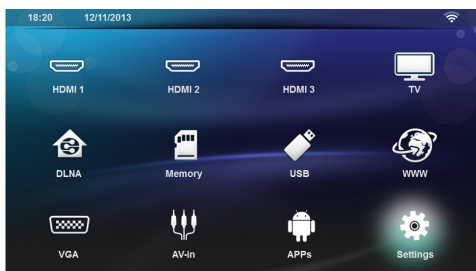 18:20 12/11/2013
HDMI 1 HDMI 2 HDMI 3 TV
DLNA Memory USB WWW
VGA AV-in APPs Settings